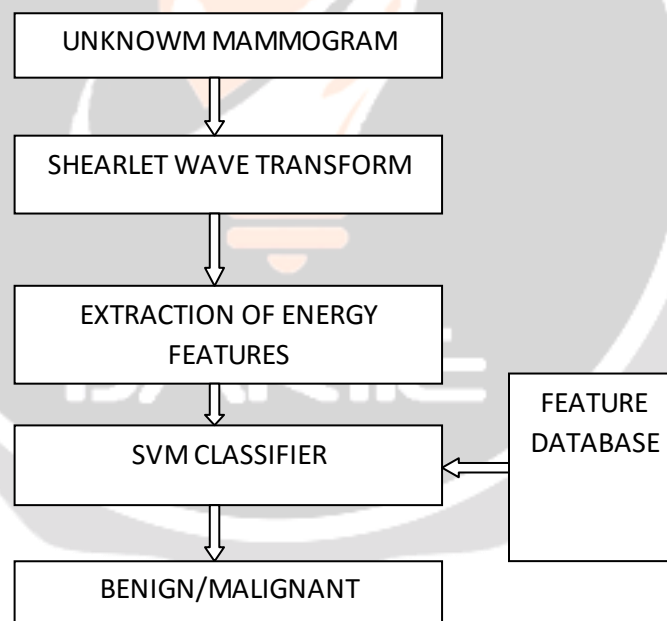 UNKNOWM MAMMOGRAM
SHEARLET WAVE TRANSFORM
EXTRACTION OF ENERGY
FEATURES
SVM CLASSIFIER
FEATURE
DATABASE
BENIGN/MALIGNANT